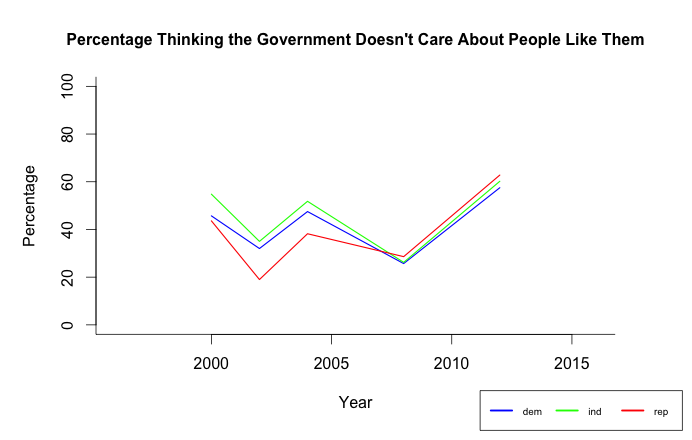 Percentage Thinking the Government Doesn't Care About People Like Them
100
80
60
40
20
0
Percentage
2000 2005 2010 2015
Year
dem ind rep